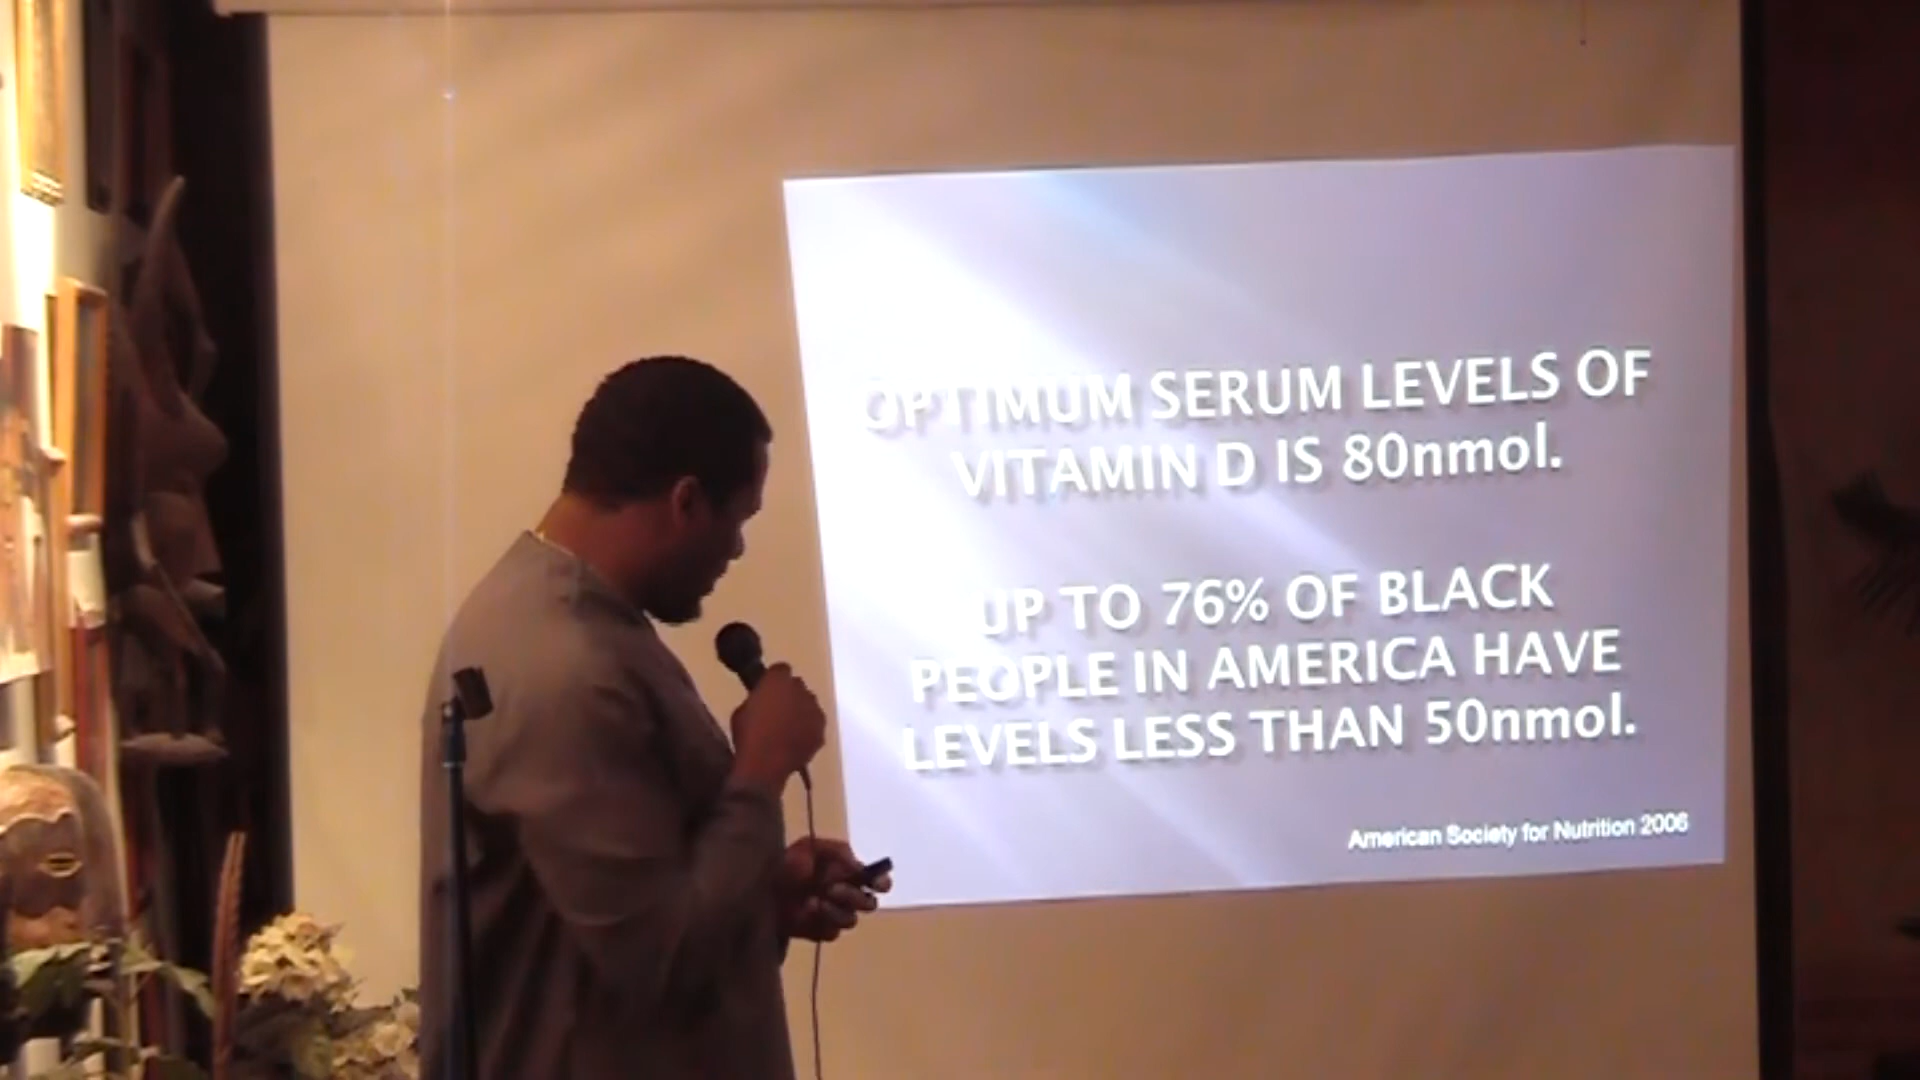 OPTIMUM SERUM LEVELS OF
VITAMIN D IS 80nmol.
UP TO 76% OF BLACK
PEOPLE IN AMERICA HAVE
LEVELS LESS THAN 50nmol.
American Society for Nutrition 2006